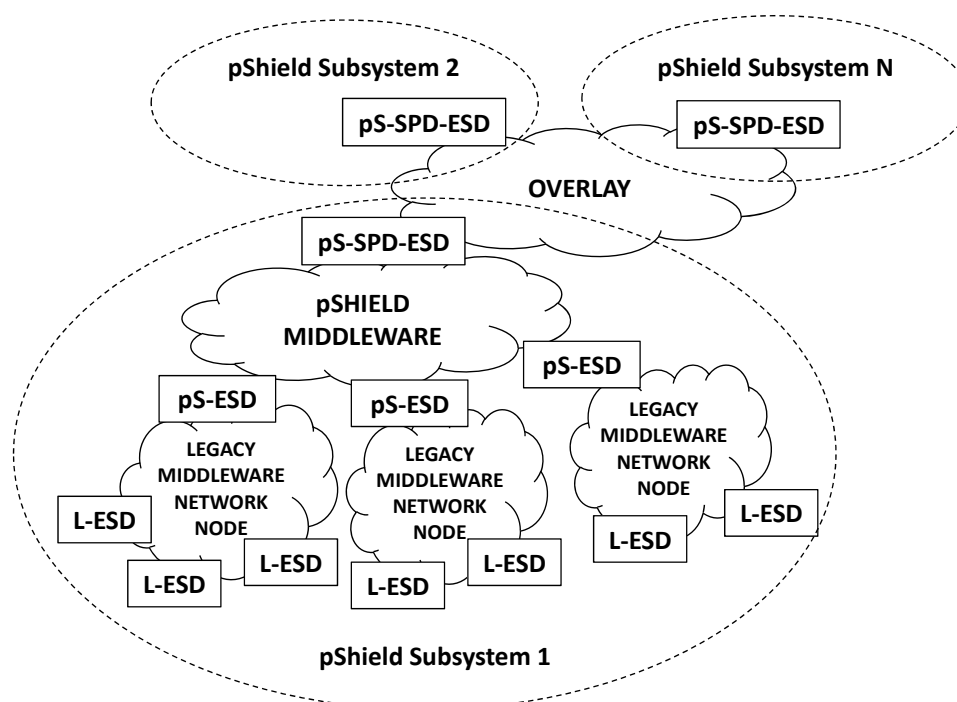 pShield Subsystem 2
pShield Subsystem N
pS-SPD-ESD
pS-SPD-ESD
OVERLAY
pS-SPD-ESD
pSHIELD
MIDDLEWARE
pS-ESD
pS-ESD
pS-ESD
LEGACY
MIDDLEWARE
NETWORK
NODE
LEGACY
MIDDLEWARE
NETWORK
NODE
LEGACY
MIDDLEWARE
NETWORK
NODE
L-ESD
L-ESD
L-ESD
L-ESD
L-ESD
L-ESD
L-ESD
pShield Subsystem 1